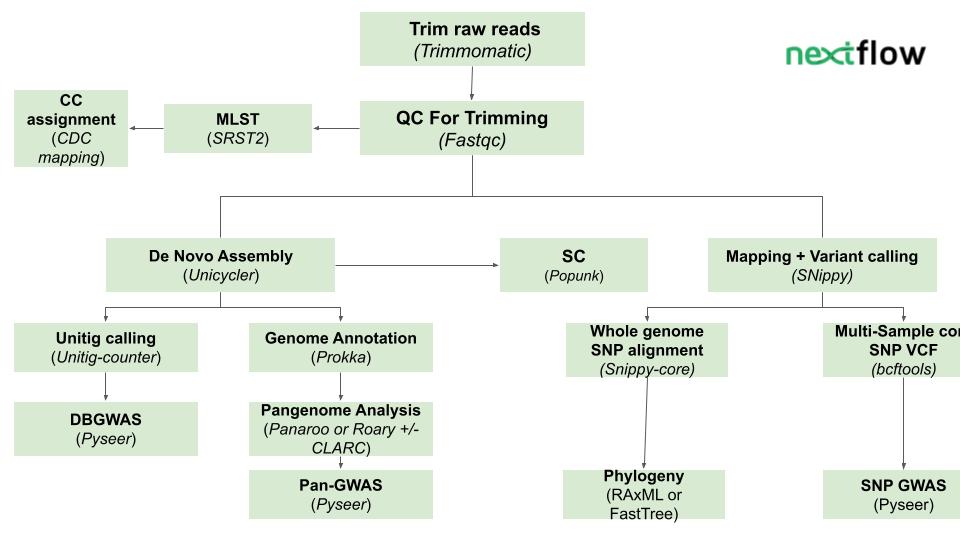 Trim raw reads
(Trimmomatic)
nextflow
CC
assignment
(CDC
mapping)
MLST
(SRST2)
QC For Trimming
(Fastqc)
De Novo Assembly
(Unicycler)
SC
(Popunk)
Mapping + Variant calling
(SNippy)
Unitig calling
(Unitig-counter)
Genome Annotation
(Prokka)
Whole genome
SNP alignment
(Snippy-core)
Multi-Sample cor
SNP VCF
(bcftools)
DBGWAS
(Pyseer)
Pangenome Analysis
(Panaroo or Roary +/-
CLARC)
Pan-GWAS
(Pyseer)
Phylogeny
(RAxML or
FastTree)
SNP GWAS
(Pyseer)